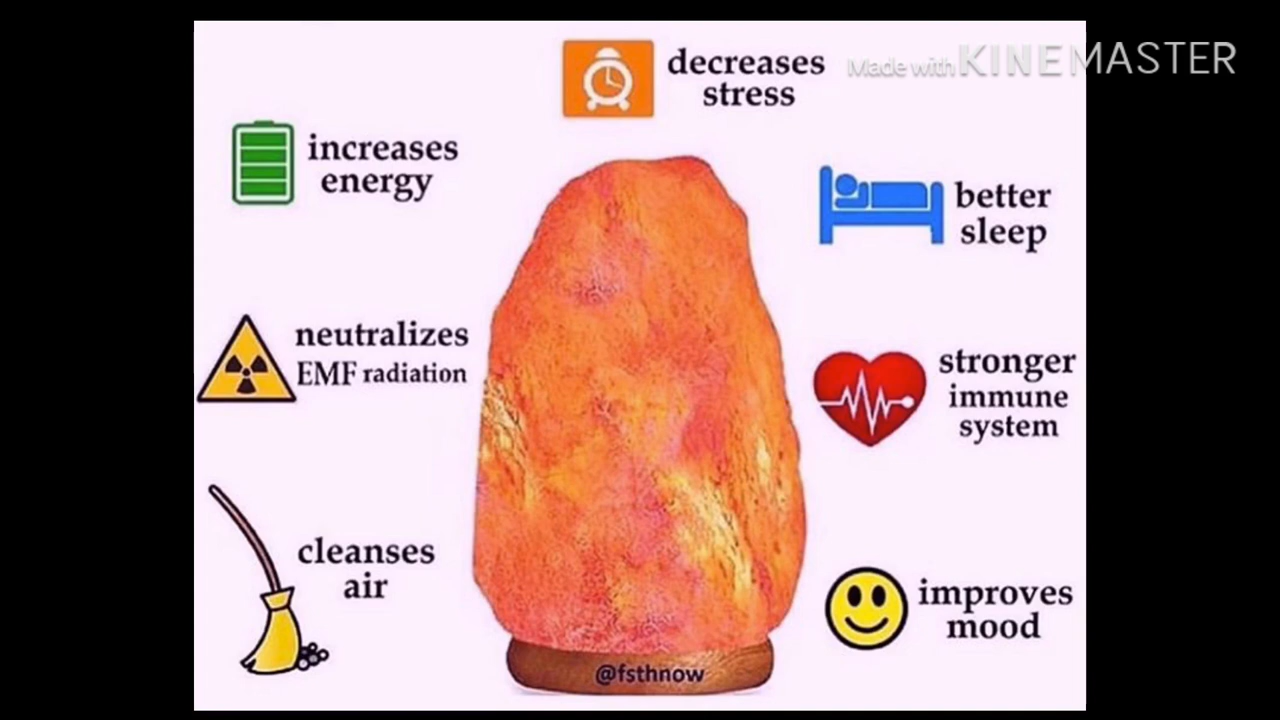 decreases
stress
Made with KINEMASTER
increases
energy
better
sleep
neutralizes
EMF radiation
stronger
immune
system
cleanses
air
improves
mood
@fsthnow